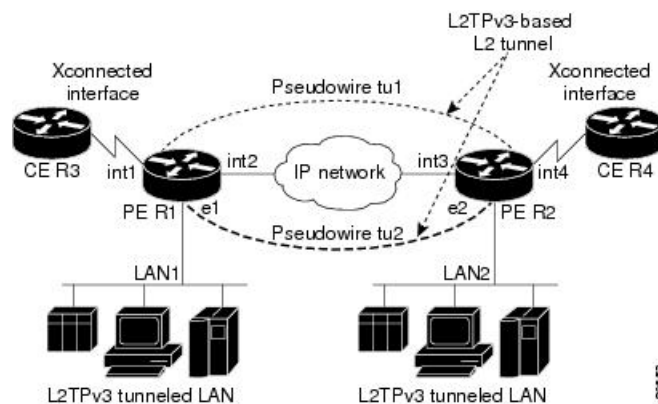 L2TPv3-based
L2 tunnel
Xconnected
interface
Xconnected
interface
Pseudowire tu1
CE R3
int1
int2
IP network
int3
int4
CE R4
PE R1
e1
e2
PE R2
Pseudowire tu2
LAN1
LAN2
L2TPv3 tunneled LAN
L2TPv3 tunneled LAN